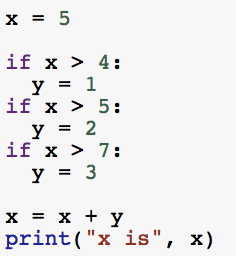 x = 5
if x > 4:
    y = 1
if x > 5:
    y = 2
if x > 7:
    y = 3
x = x + y
print("x is", x)